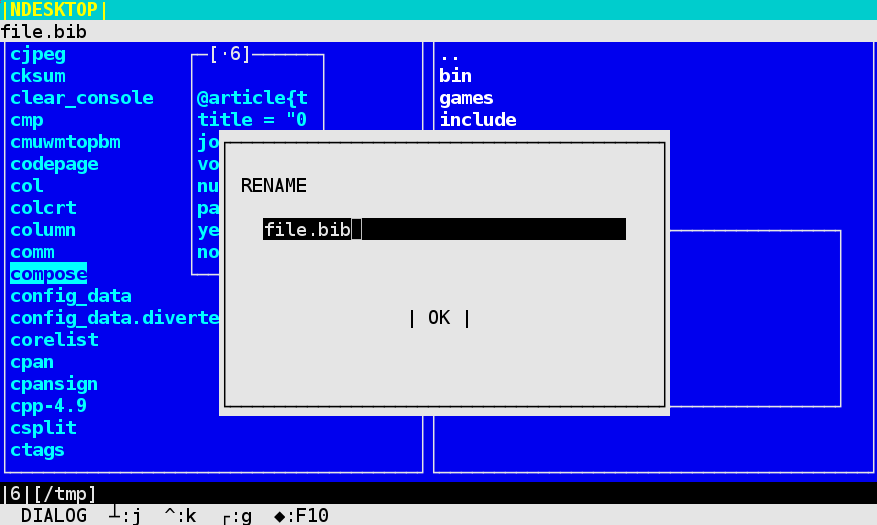 |NDESKTOP|
file.bib
cjpeg
cksum
clear_console
cmp
cmuwmtopbm
codepage
col
colcrt
column
comm
compose
config_data
config_data.diverte
corelist
cpan
cpansign
cpp-4.9
csplit
ctags
[·6]
@article{t
title = "0
jo
vo
nu
pa
ye
no
..
bin
games
include
RENAME
file.bib
| OK |
|6|[/tmp]
DIALOG ┴:j ^:k ┌:g ◆:F10